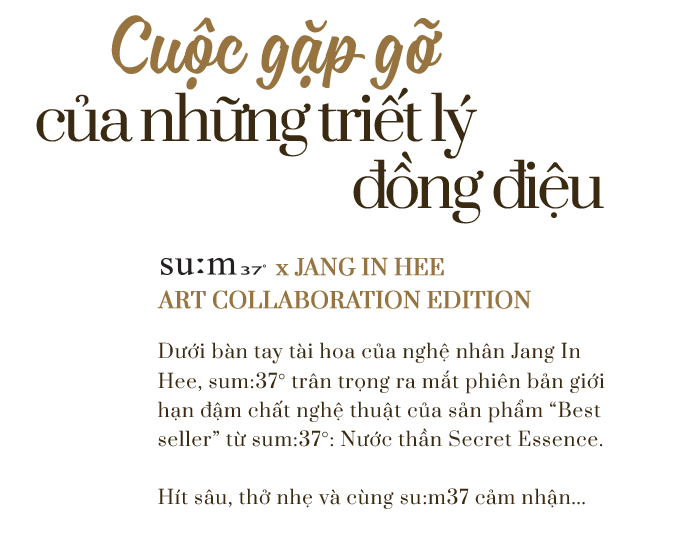 Cuộc gặp gỡ
của những triết lý
đồng điệu
su:m37° x JANG IN HEE
ART COLLABORATION EDITION
Dưới bàn tay tài hoa của nghệ nhân Jang In
Hee, sum:37° trân trọng ra mắt phiên bản giới
hạn đậm chất nghệ thuật của sản phẩm “Best
seller” từ sum:37°: Nước thần Secret Essence.
Hít sâu, thở nhẹ và cùng su:m37 cảm nhận...